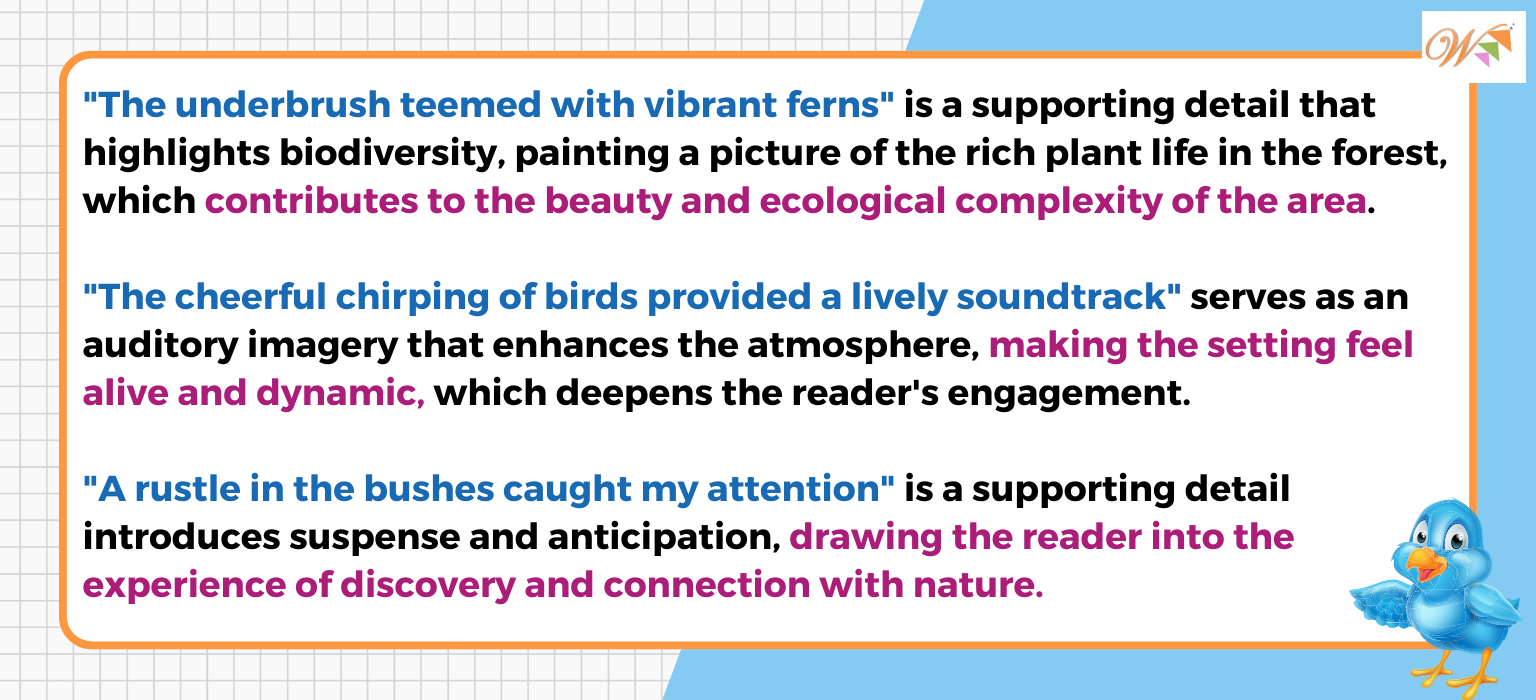 "The underbrush teemed with vibrant ferns" is a supporting detail that
highlights biodiversity, painting a picture of the rich plant life in the forest,
which contributes to the beauty and ecological complexity of the area.
"The cheerful chirping of birds provided a lively soundtrack" serves as an
auditory imagery that enhances the atmosphere, making the setting feel
alive and dynamic, which deepens the reader's engagement.
"A rustle in the bushes caught my attention" is a supporting detail
introduces suspense and anticipation, drawing the reader into the
experience of discovery and connection with nature.